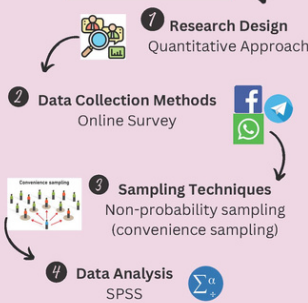 1 Research Design
Quantitative Approach
2 Data Collection Methods
Online Survey
Convenience sampling
3 Sampling Techniques
Non-probability sampling
(convenience sampling)
4 Data Analysis
SPSS
Σα
÷